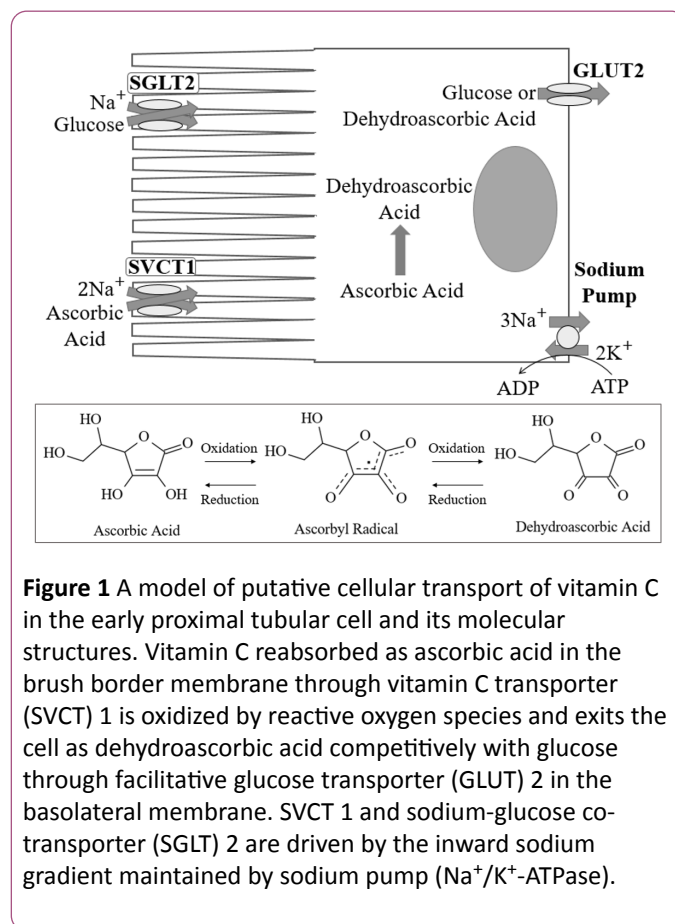 SGLT2
Na⁺
Glucose
GLUT2
Glucose or
Dehydroascorbic Acid
Dehydroascorbic
Acid
Ascorbic Acid
SVCT1
2Na⁺
Ascorbic
Acid
Sodium
Pump
3Na⁺
2K⁺
ADP
ATP
HO
HO
O
O
HO
OH
Ascorbic Acid
Oxidation
Reduction
HO
HO
O
O
O
O
Ascorbyl Radical
Oxidation
Reduction
HO
HO
O
O
O
O
Dehydroascorbic Acid
Figure 1 A model of putative cellular transport of vitamin C
in the early proximal tubular cell and its molecular
structures. Vitamin C reabsorbed as ascorbic acid in the
brush border membrane through vitamin C transporter
(SVCT) 1 is oxidized by reactive oxygen species and exits the
cell as dehydroascorbic acid competitively with glucose
through facilitative glucose transporter (GLUT) 2 in the
basolateral membrane. SVCT 1 and sodium-glucose co-
transporter (SGLT) 2 are driven by the inward sodium
gradient maintained by sodium pump (Na⁺/K⁺-ATPase).